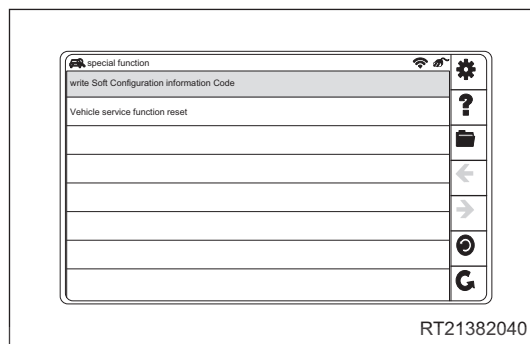 special function
write Soft Configuration information Code
Vehicle service function reset
?
RT21382040